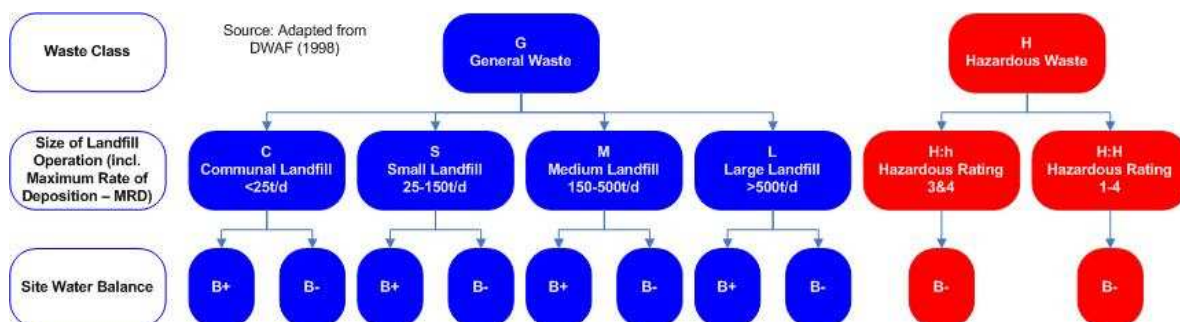 Waste Class
Source: Adapted from
DWAF (1998)
G
General Waste
H
Hazardous Waste
Size of Landfill
Operation (incl.
Maximum Rate of
Deposition – MRD)
C
Communal Landfill
<25t/d
S
Small Landfill
25-150t/d
M
Medium Landfill
150-500t/d
L
Large Landfill
>500t/d
H:h
Hazardous Rating
3&4
H:H
Hazardous Rating
1-4
Site Water Balance
B+
B-
B+
B-
B+
B-
B+
B-
B-
B-